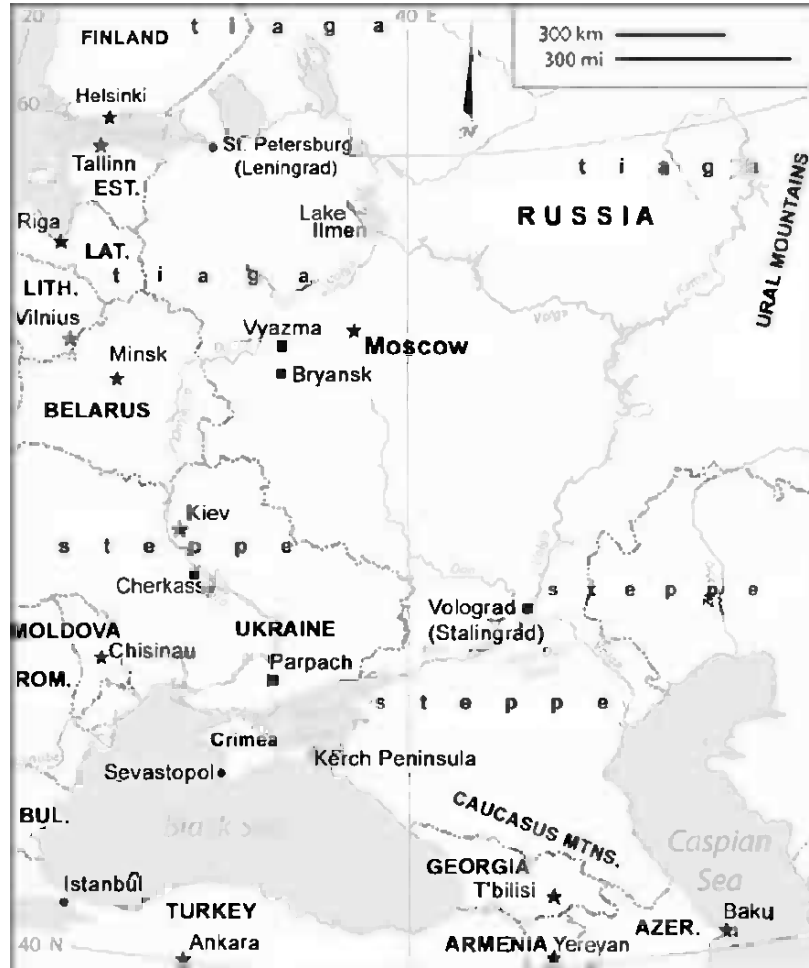 20
40 E
t i a g a
FINLAND
300 km
300 mi
Helsinki
60
N
St. Petersburg
(Leningrad)
Tallinn
EST.
t i a g a
Lake
Ilmen
RUSSIA
URAL MOUNTAINS
Riga
LAT.
t i a g a
LITH.
Vilnius
Volga
Kama
Vyazma
Moscow
Minsk
Bryansk
BELARUS
Kiev
s t e p p e
Cherkass
Don
s t e p p e
Volograd
(Stalingrad)
MOLDOVA
UKRAINE
Chisinau
Parpach
ROM.
s t e p p e
Crimea
Kerch Peninsula
Sevastopol
BUL.
Black
CAUCASUS MTNS.
Caspian
Sea
GEORGIA
T'bilisi
Istanbul
TURKEY
AZER.
Baku
40 N
Ankara
ARMENIA
Yereyan